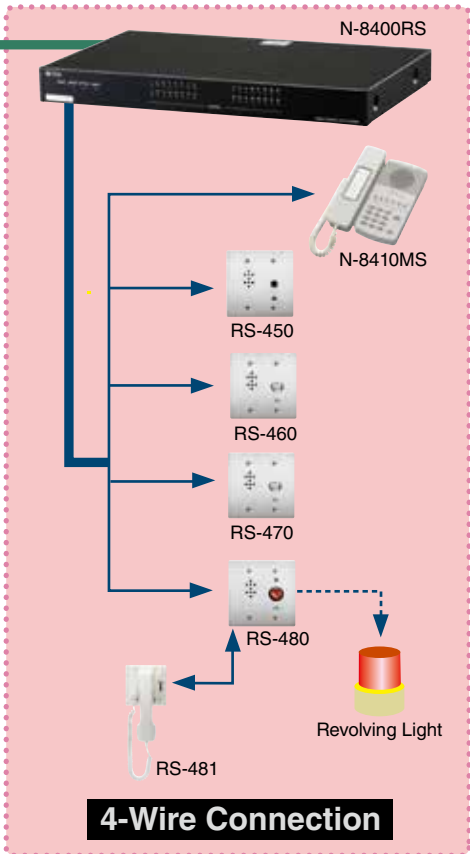 N-8400RS
N-8410MS
RS-450
RS-460
RS-470
RS-480
Revolving Light
RS-481
4-Wire Connection